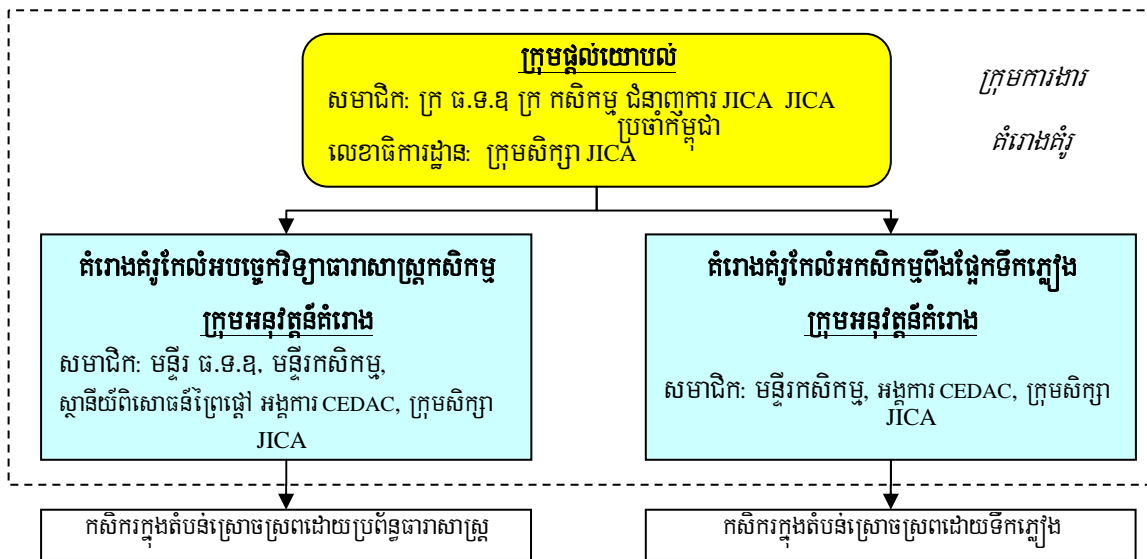 ក្រុមផ្តល់យោបល់
សមាជិក: ក្រ ធ.ទ.ឧ ក្រ កសិកម្ម ជំនាញការ JICA JICA
ប្រចាំកម្ពុជា
លេខាធិការដ្ឋាន: ក្រុមសិក្សា JICA
ក្រុមការងារ
គំរោងគំរូ
គំរោងគំរូកែលំអបច្ចេកវិទ្យាធារាសាស្ត្រកសិកម្ម
ក្រុមអនុវត្តន៍គំរោង
សមាជិក: មន្ទីរ ធ.ទ.ឧ, មន្ទីរកសិកម្ម,
ស្ថានីយ៍ពិសោធន៍ព្រៃផ្តៅ អង្គការ CEDAC, ក្រុមសិក្សា
JICA
គំរោងគំរូកែលំអកសិកម្មពឹងផ្អែកទឹកភ្លៀង
ក្រុមអនុវត្តន៍គំរោង
សមាជិក: មន្ទីរកសិកម្ម, អង្គការ CEDAC, ក្រុមសិក្សា
JICA
កសិករក្នុងតំបន់ស្រោចស្រពដោយប្រព័ន្ធធារាសាស្ត្រ
កសិករក្នុងតំបន់ស្រោចស្រពដោយទឹកភ្លៀង